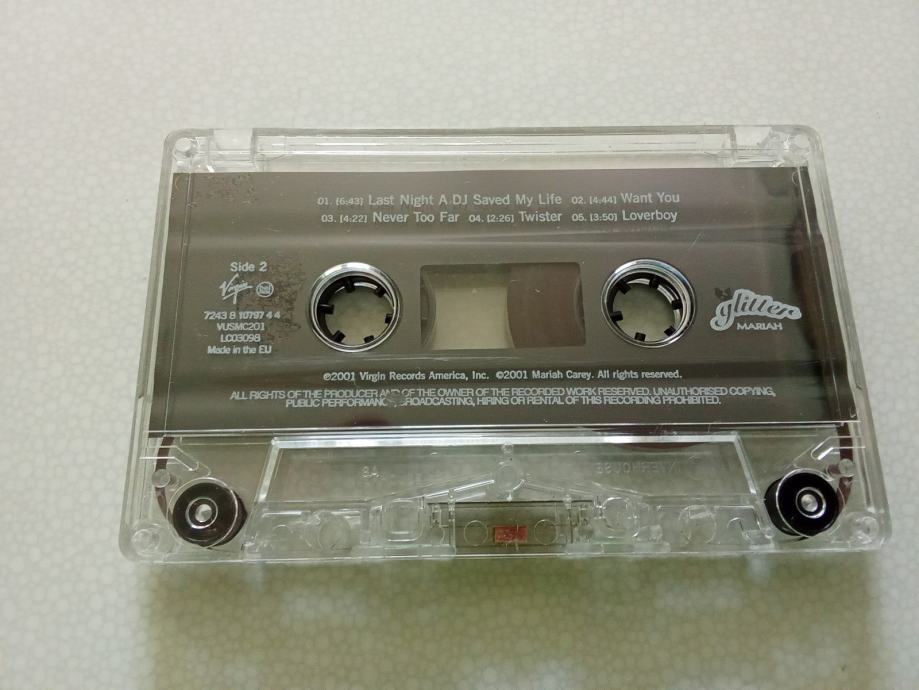 01. [6:43] Last Night A DJ Saved My Life 02. [4:44] Want You
03. [4:22] Never Too Far 04. [2:26] Twister 05. [3:50] Loverboy
Side 2
Virgin
7243 8 10797 4 4
VUSMC201
LC03098
Made in the EU
glitter
MARIAH
℗2001 Virgin Records America, Inc. ©2001 Mariah Carey. All rights reserved.
ALL RIGHTS OF THE PRODUCER AND OF THE OWNER OF THE RECORDED WORK RESERVED. UNAUTHORISED COPYING,
PUBLIC PERFORMANCE, BROADCASTING, HIRING OR RENTAL OF THIS RECORDING PROHIBITED.